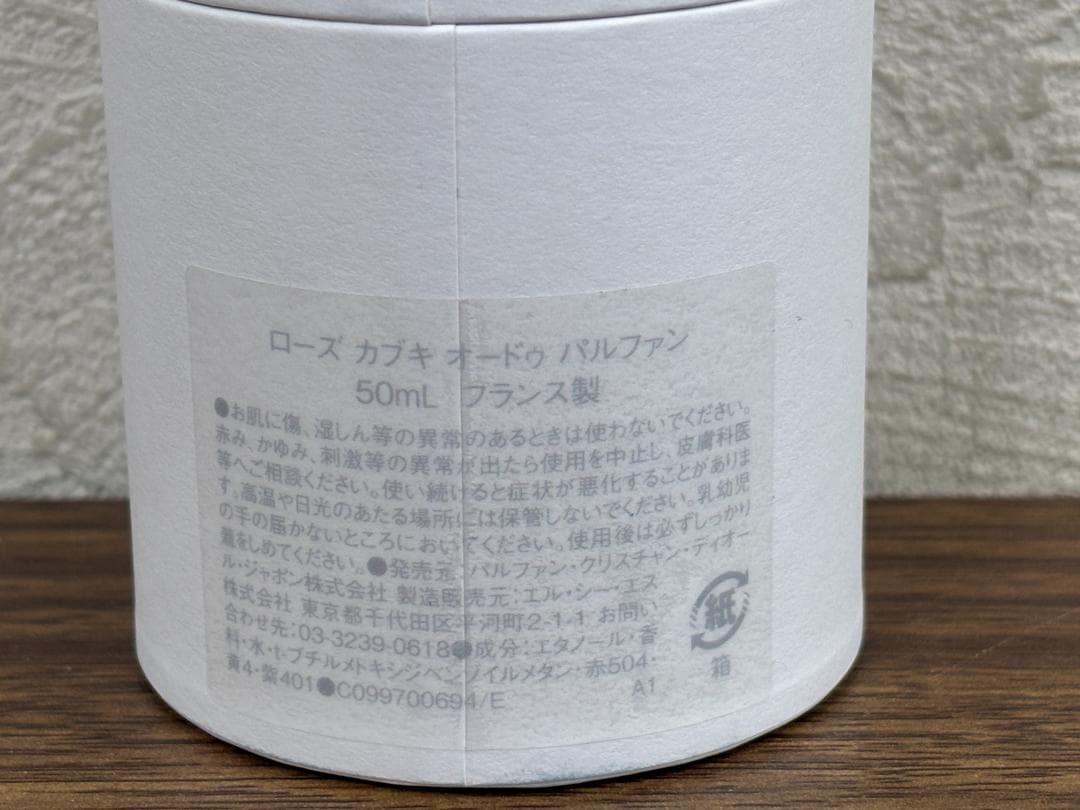 ローズ カブキ オードゥ パルファン
50mL フランス製
●お肌に傷、湿しん等の異常のあるときは使わないでください。
赤み、かゆみ、刺激等の異常が出たら使用を中止し、皮膚科医
等へご相談ください。使い続けると症状が悪化することがありま
す。高温や日光のあたる場所には保管しないでください。乳幼児
の手の届かないところにおいてください。使用後は必ずしっかり
蓋をしめてください。●発売元:パルファン・クリスチャン・ディオー
ル・ジャポン株式会社 製造販売元:エル・シー・エス
株式会社 東京都千代田区平河町2-1-1 お問い
合わせ先:03-3239-0618●成分:エタノール・香
料・水・t-ブチルメトキシジベンゾイルメタン・赤504・
黄4・紫401●C099700694/E
A1
紙
箱